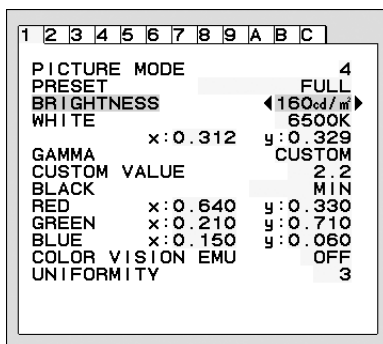 1 2 3 4 5 6 7 8 9 A B C
PICTURE MODE 4
PRESET FULL
BRIGHTNESS 160cd/㎡
WHITE 6500K
x:0.312 y:0.329
GAMMA CUSTOM
CUSTOM VALUE 2.2
BLACK MIN
RED x:0.640 y:0.330
GREEN x:0.210 y:0.710
BLUE x:0.150 y:0.060
COLOR VISION EMU OFF
UNIFORMITY 3